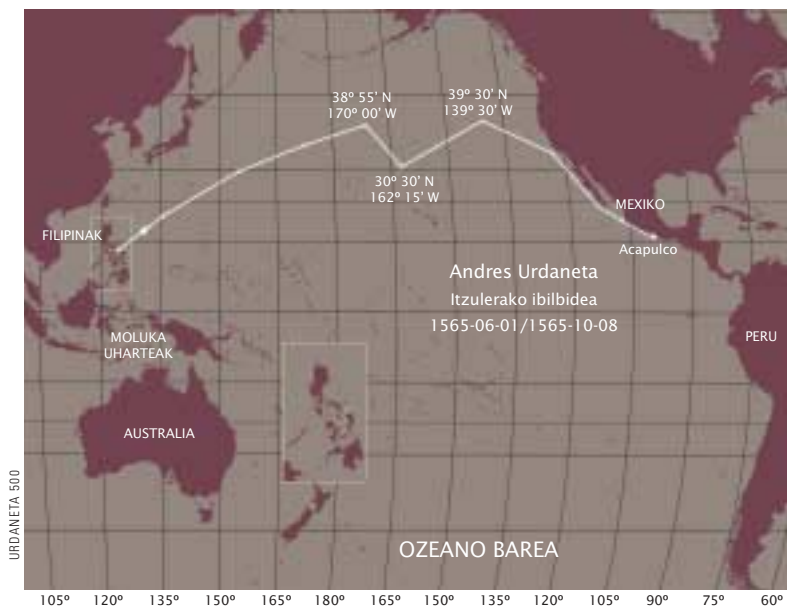 38º 55' N
170º 00' W
39º 30' N
139º 30' W
30º 30' N
162º 15' W
MEXIKO
FILIPINAK
Acapulco
Andres Urdaneta
Itzulerako ibilbidea
1565-06-01/1565-10-08
MOLUKA
UHARTEAK
PERU
AUSTRALIA
URDANETA 500
OZEANO BAREA
105º 120º 135º 150º 165º 180º 165º 150º 135º 120º 105º 90º 75º 60º